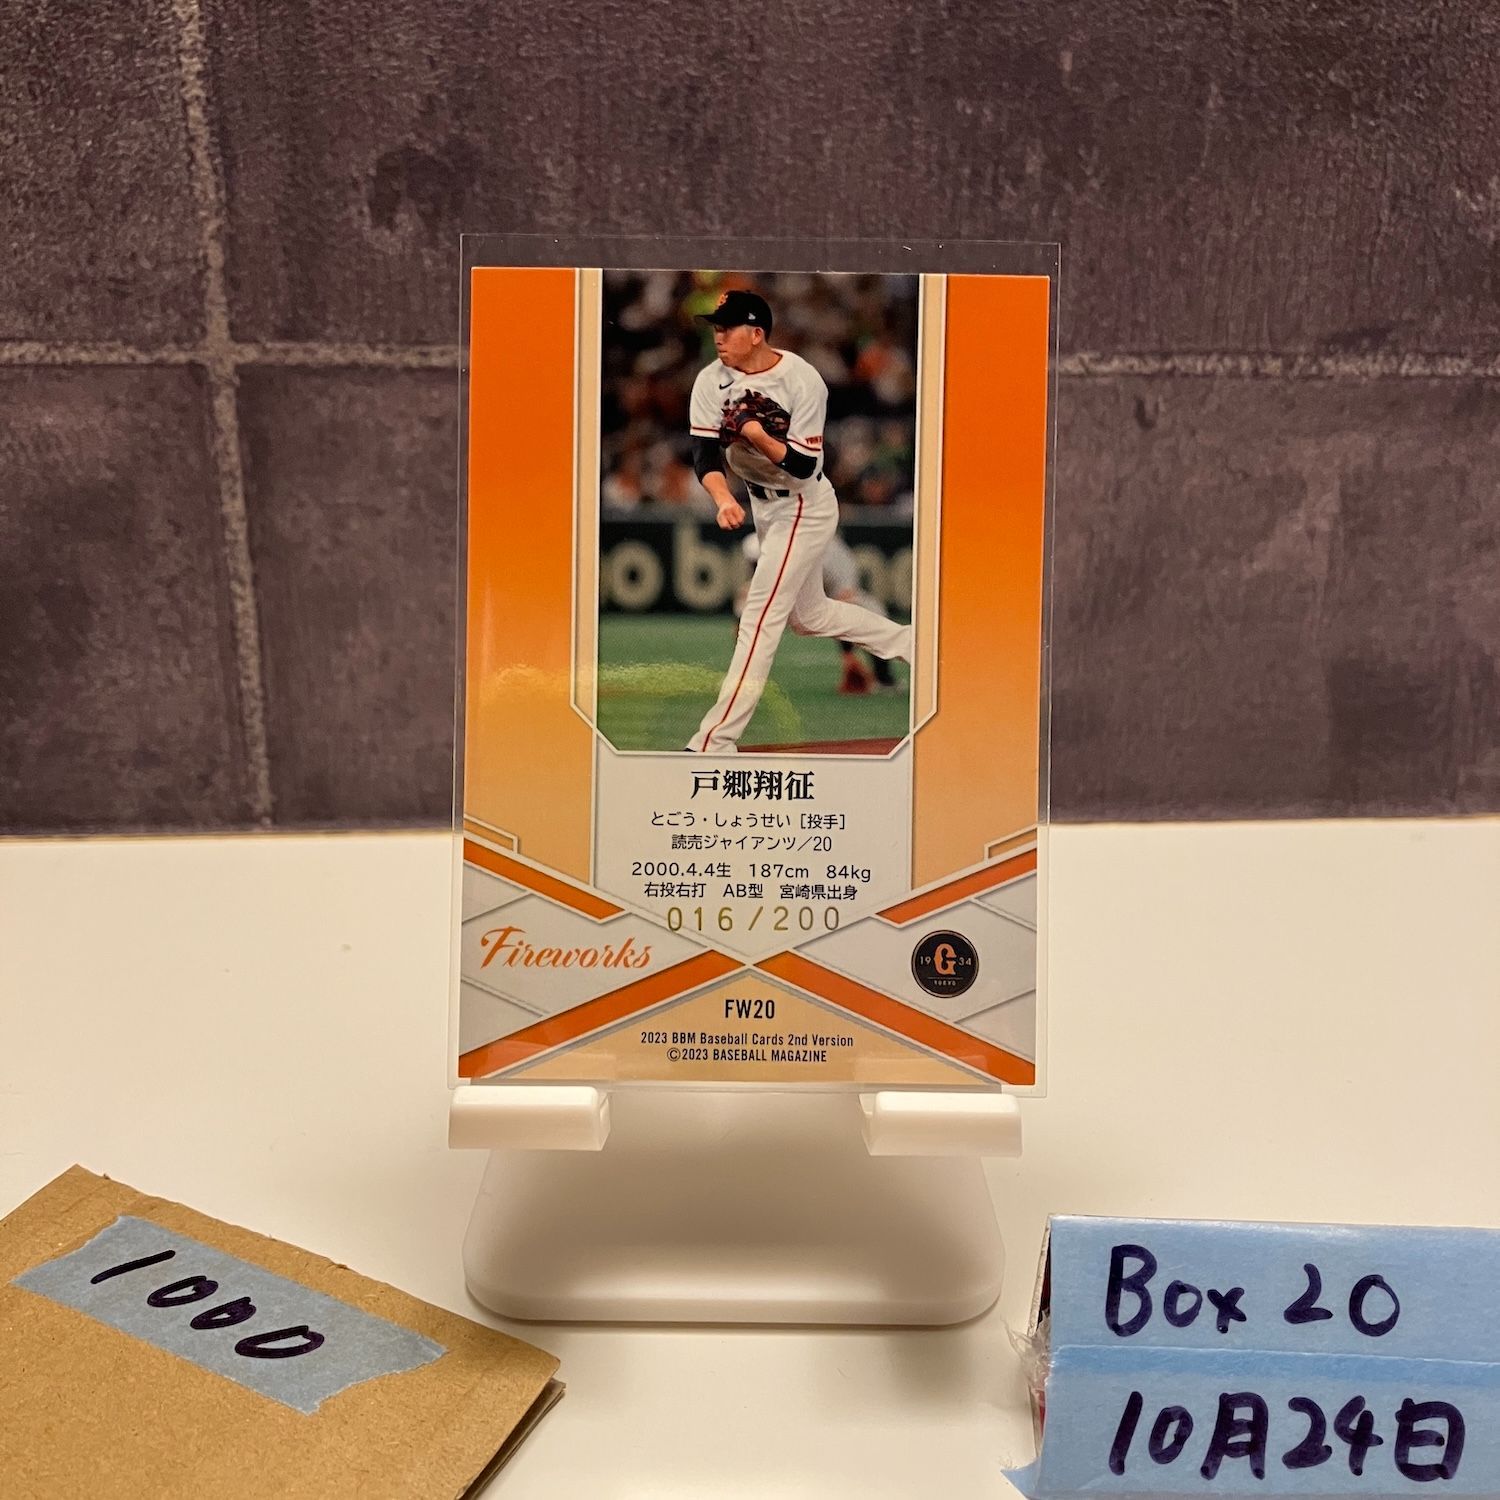 戸郷翔征
とごう・しょうせい［投手］
読売ジャイアンツ／20
2000.4.4生 187cm 84kg
右投右打 AB型 宮崎県出身
016/200
Fireworks
19 G 34
TOKYO
FW20
2023 BBM Baseball Cards 2nd Version
©2023 BASEBALL MAGAZINE
1000
Box 20
10月24日